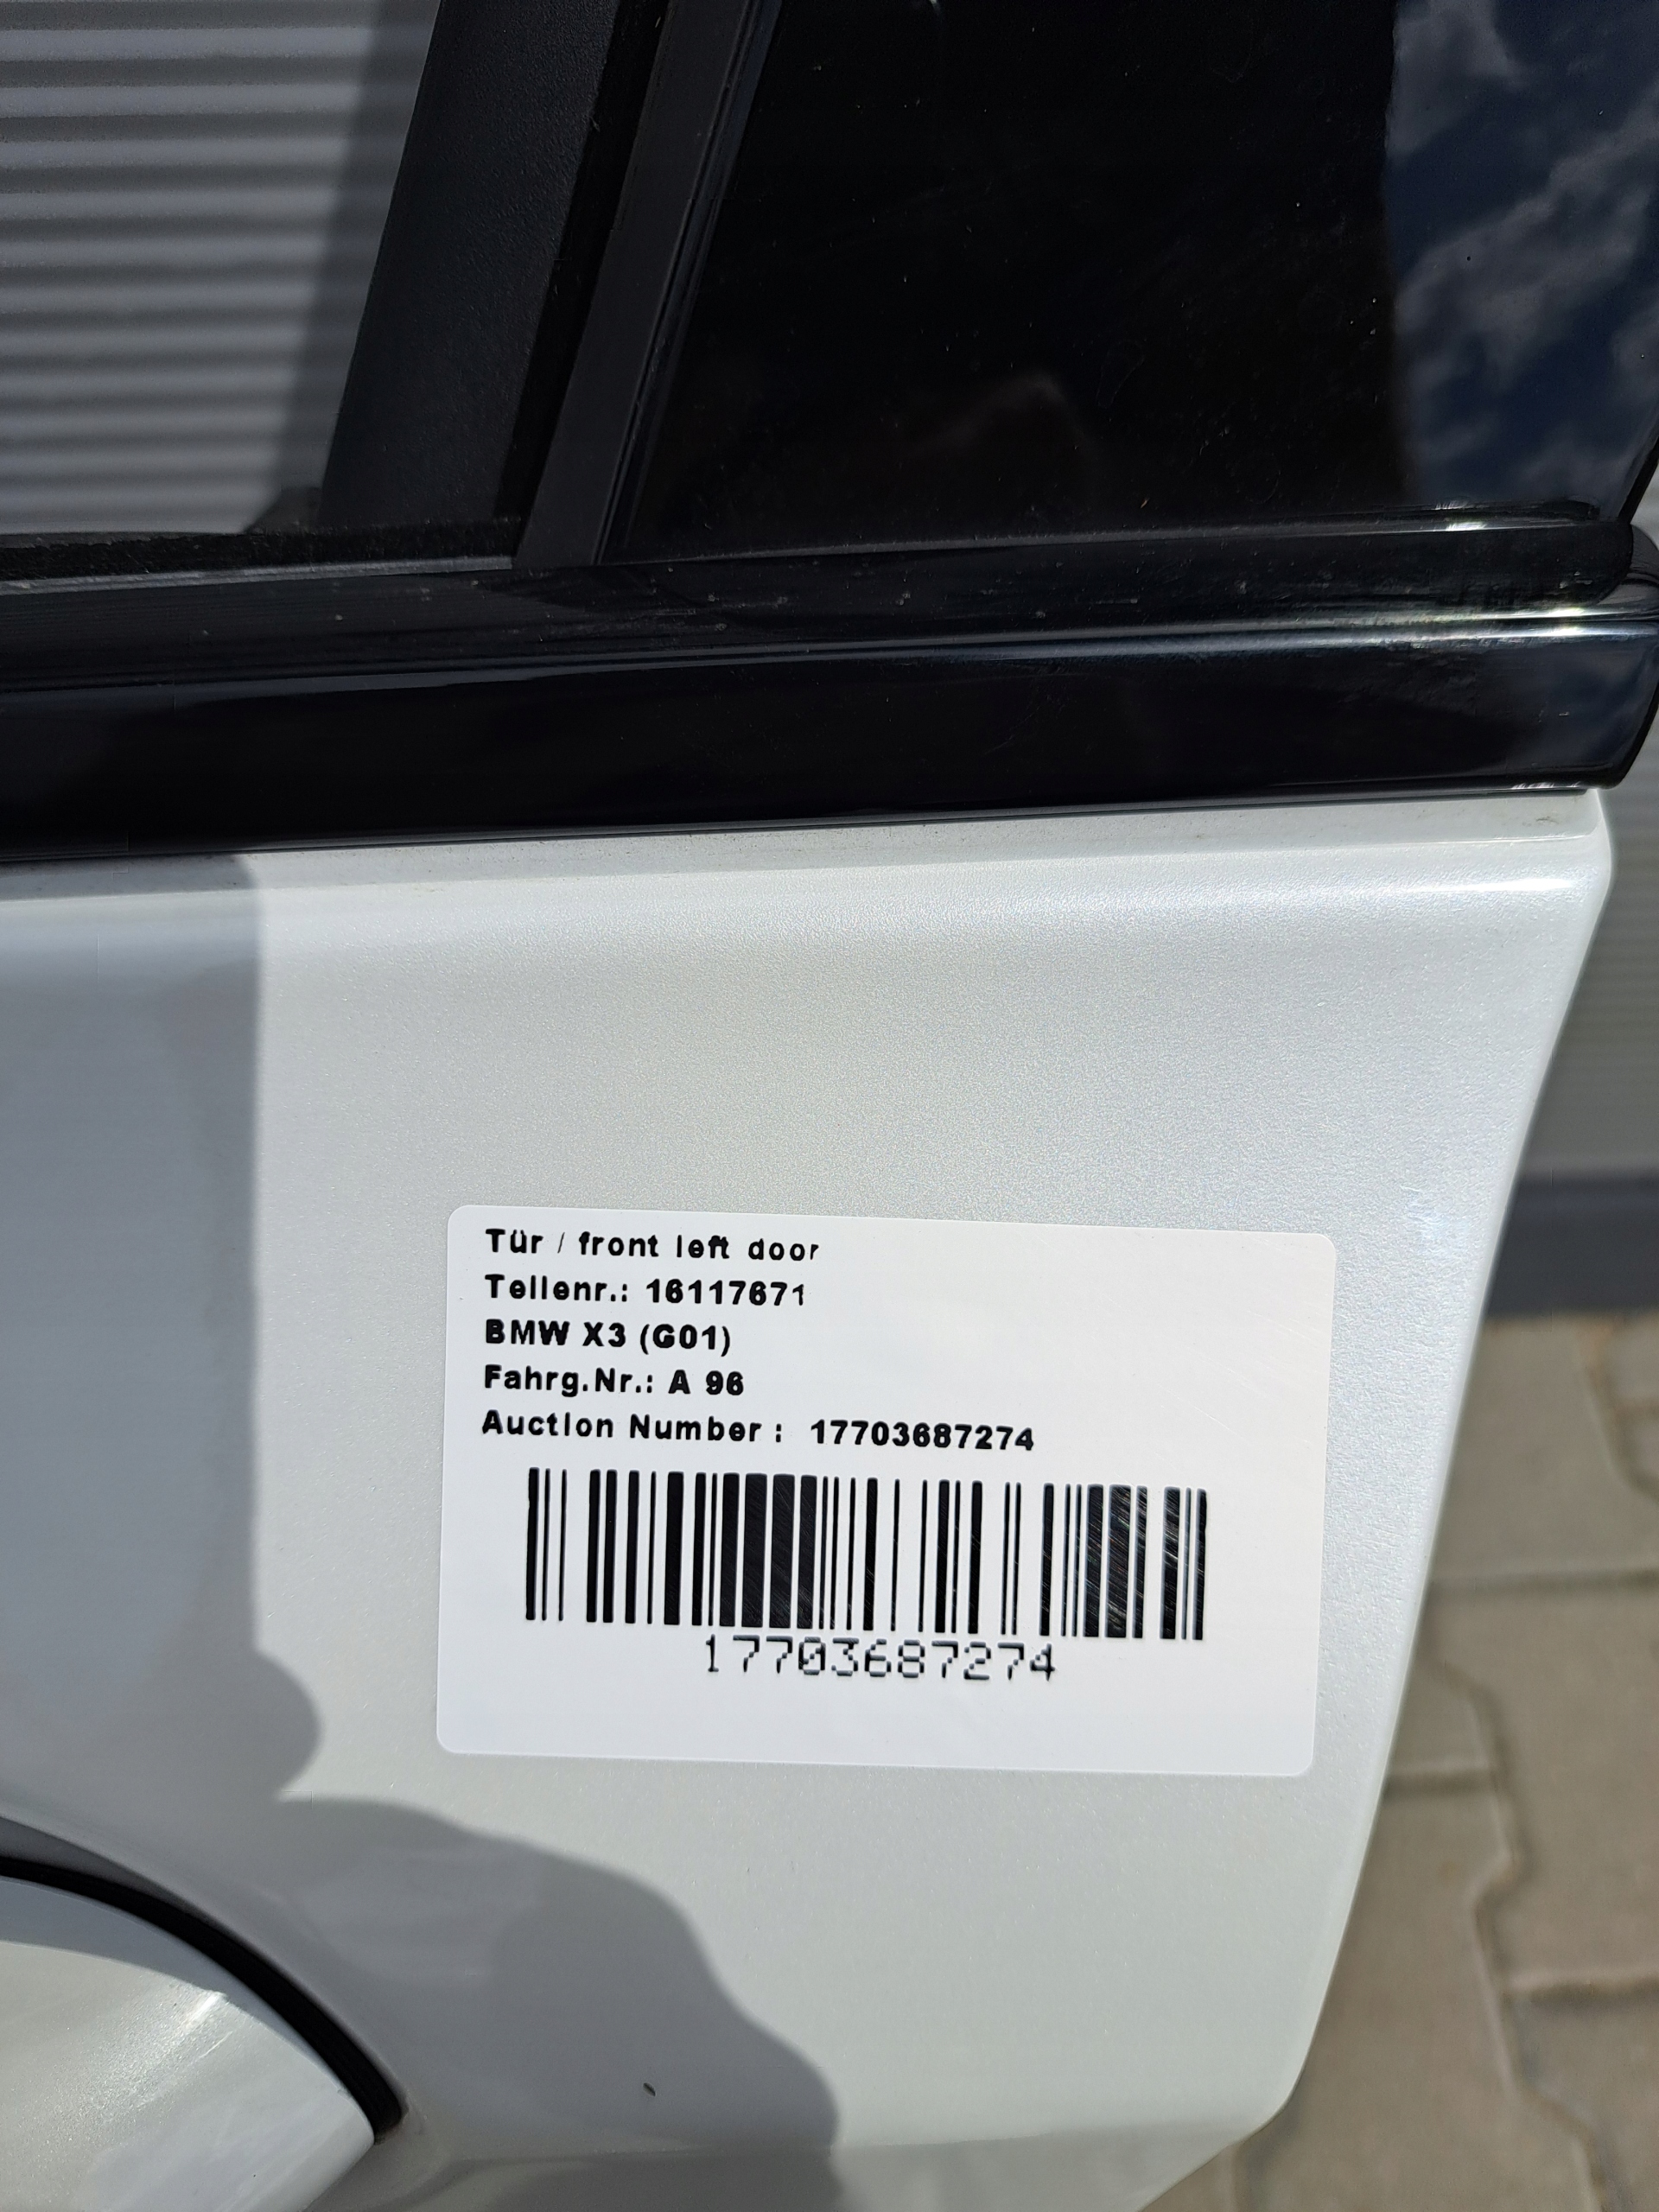 Tür / front left door
Teilenr.: 16117671
BMW X3 (G01)
Fahrg.Nr.: A 96
Auction Number : 17703687274
17703687274